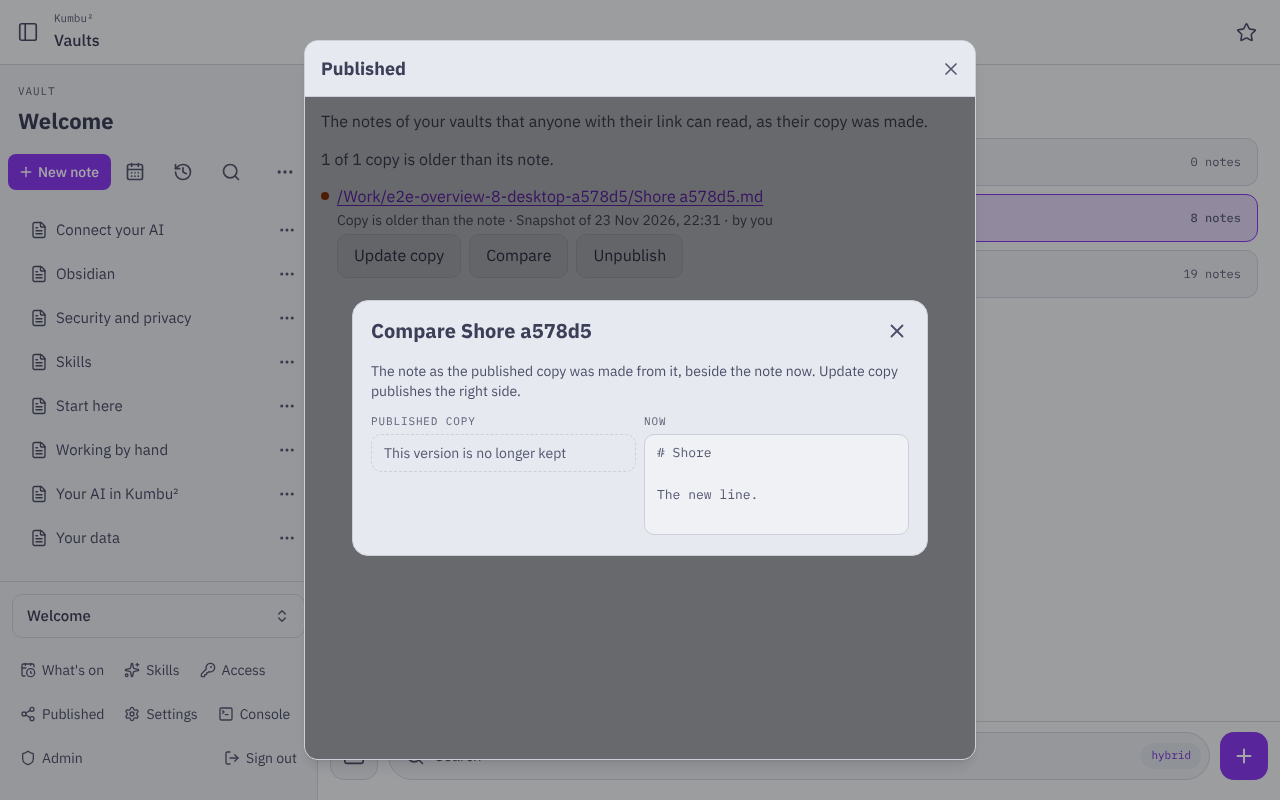 Kumbu²
Vaults
VAULT
Welcome
New note
Connect your AI
Obsidian
Security and privacy
Skills
Start here
Working by hand
Your AI in Kumbu²
Your data
Welcome
What's on
Skills
Access
Published
Settings
Console
Admin
Sign out
Published
The notes of your vaults that anyone with their link can read, as their copy was made.
1 of 1 copy is older than its note.
/Work/e2e-overview-8-desktop-a578d5/Shore a578d5.md
Copy is older than the note · Snapshot of 23 Nov 2026, 22:31 · by you
Update copy
Compare
Unpublish
Compare Shore a578d5
The note as the published copy was made from it, beside the note now. Update copy
publishes the right side.
PUBLISHED COPY
This version is no longer kept
NOW
# Shore
The new line.
0 notes
8 notes
19 notes
hybrid